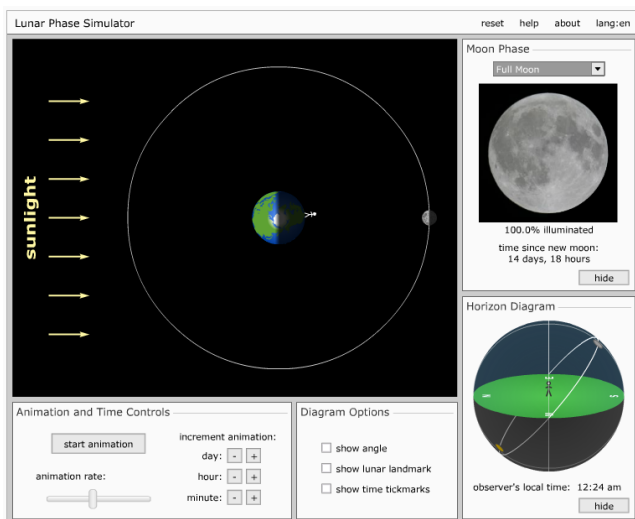 Lunar Phase Simulator
reset help about lang:en
sunlight
Moon Phase
Full Moon
100.0% illuminated
time since new moon:
14 days, 18 hours
hide
Horizon Diagram
N
S
E
W
observer's local time: 12:24 am
hide
Animation and Time Controls
start animation
animation rate:
increment animation:
day: - +
hour: - +
minute: - +
Diagram Options
show angle
show lunar landmark
show time tickmarks